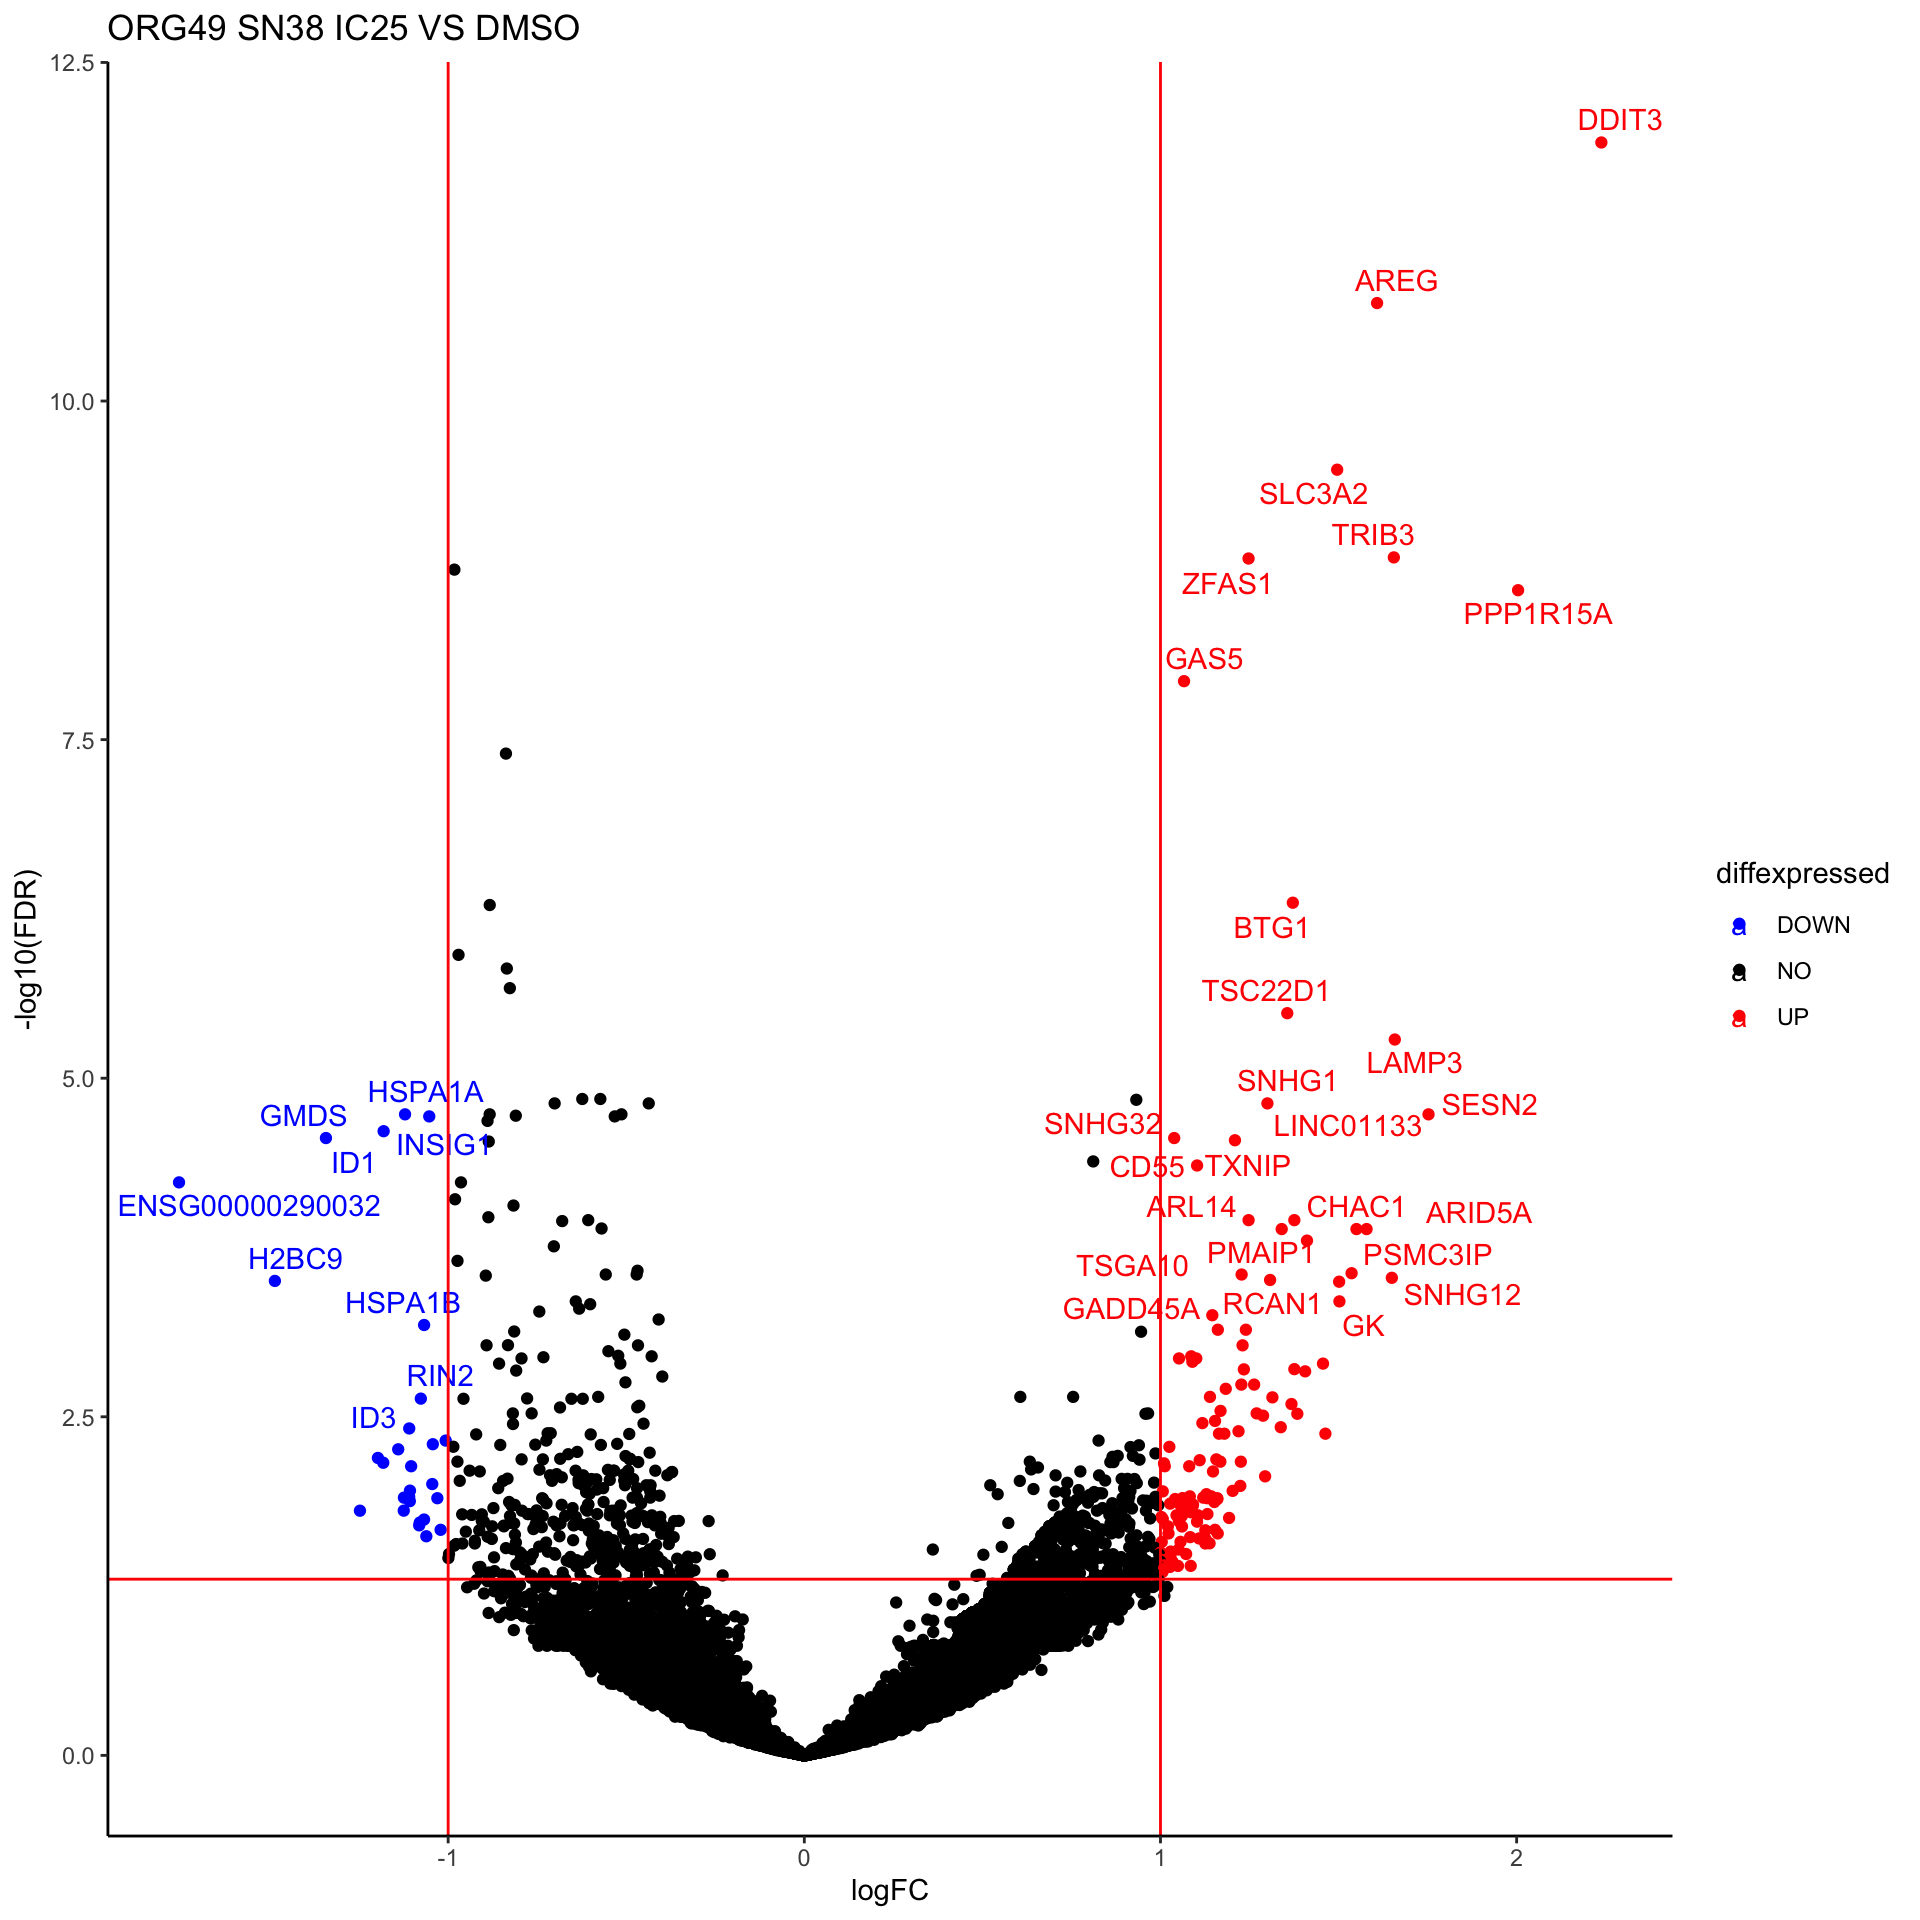 ORG49 SN38 IC25 VS DMSO
12.5
DDIT3
AREG
10.0
SLC3A2
TRIB3
ZFAS1
PPP1R15A
GAS5
7.5
-log10(FDR)
diffexpressed
a DOWN
a NO
a UP
BTG1
TSC22D1
LAMP3
5.0
HSPA1A
SNHG1
GMDS
SESN2
SNHG32
LINC01133
INSIG1
ID1
CD55
TXNIP
ENSG00000290032
ARL14
CHAC1
ARID5A
H2BC9
PMAIP1
PSMC3IP
TSGA10
HSPA1B
GADD45A
RCAN1
SNHG12
GK
RIN2
2.5
ID3
0.0
-1
0
1
2
logFC